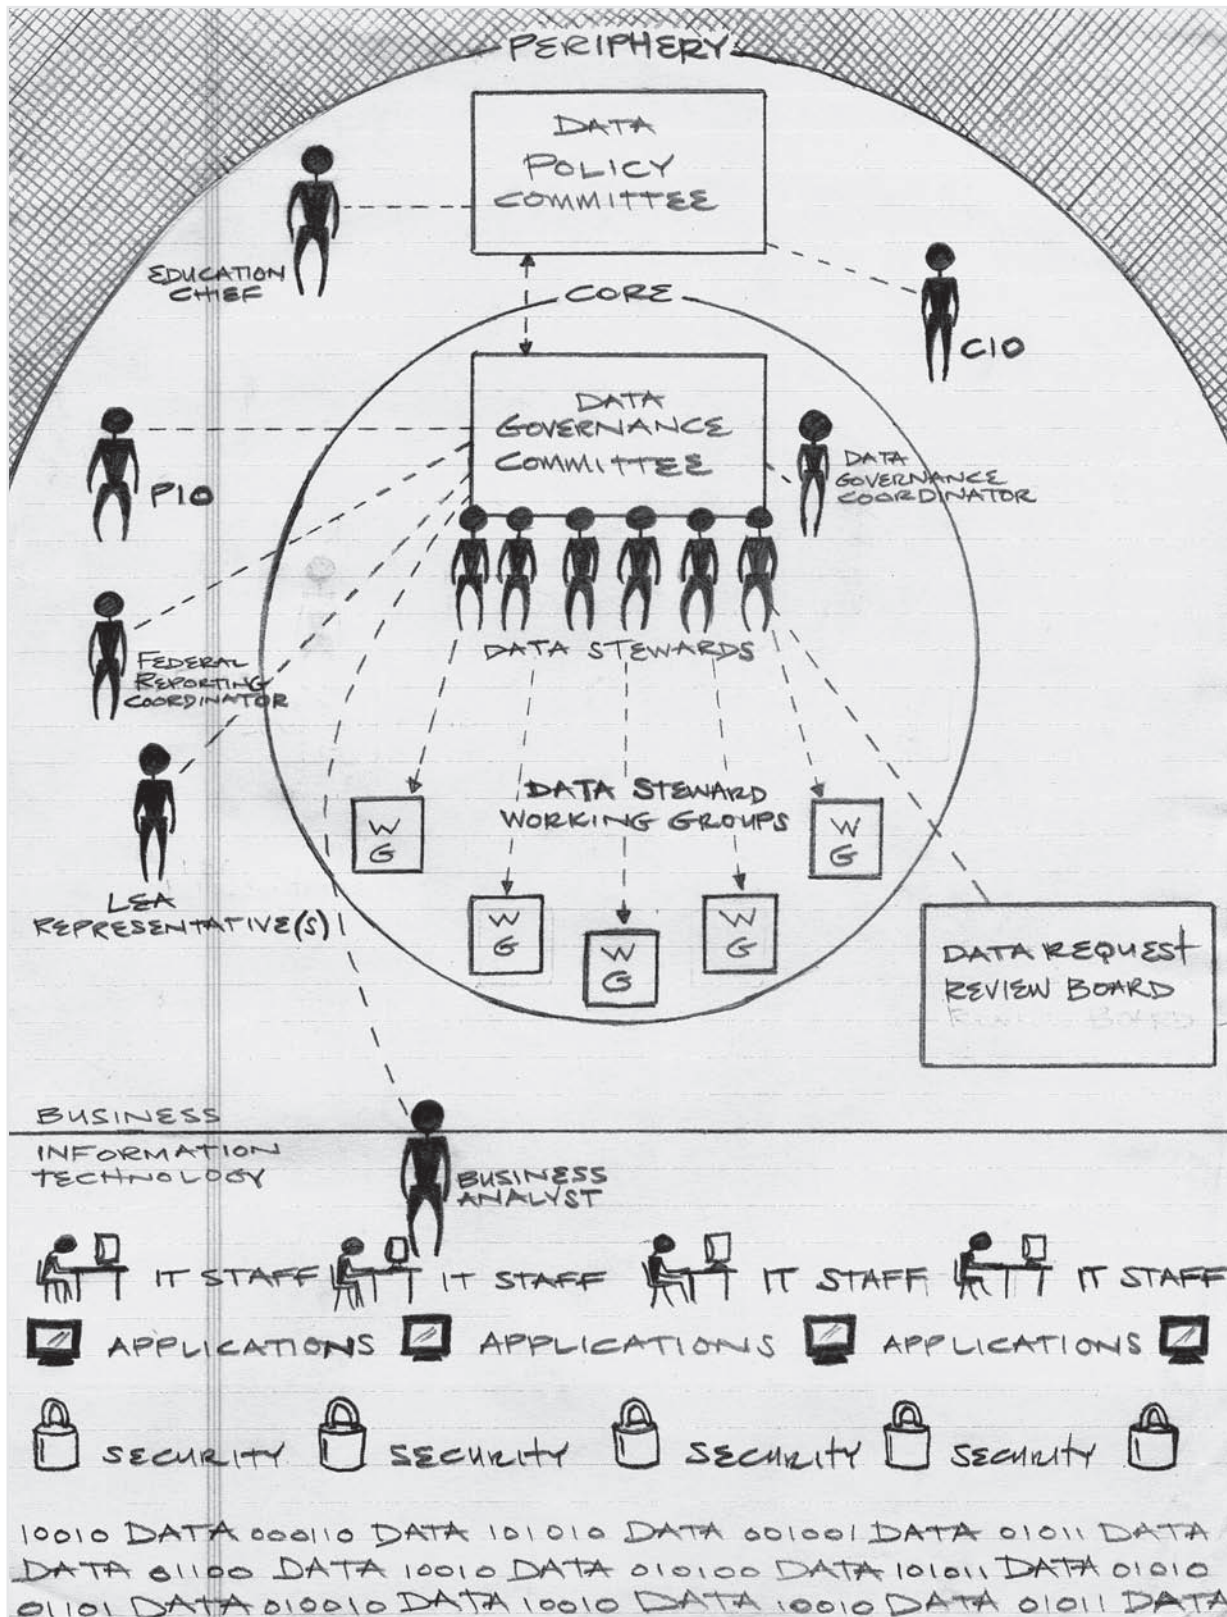 PERIPHERY
DATA
POLICY
COMMITTEE
EDUCATION
CHIEF
CORE
CIO
DATA
GOVERNANCE
COMMITTEE
PIO
DATA
GOVERNANCE
COORDINATOR
DATA STEWARDS
FEDERAL
REPORTING
COORDINATOR
DATA STEWARD
WORKING GROUPS
W
G
W
G
W
G
W
G
W
G
LEA
REPRESENTATIVE(S)
DATA REQUEST
REVIEW BOARD
BUSINESS
INFORMATION
TECHNOLOGY
BUSINESS
ANALYST
IT STAFF IT STAFF IT STAFF IT STAFF
APPLICATIONS APPLICATIONS APPLICATIONS
SECURITY SECURITY SECURITY SECURITY
10010 DATA 000110 DATA 101010 DATA 001001 DATA 01011 DATA
DATA 01100 DATA 10010 DATA 010100 DATA 101011 DATA 01010
01101 DATA 010010 DATA 10010 DATA 10010 DATA 01011 DATA